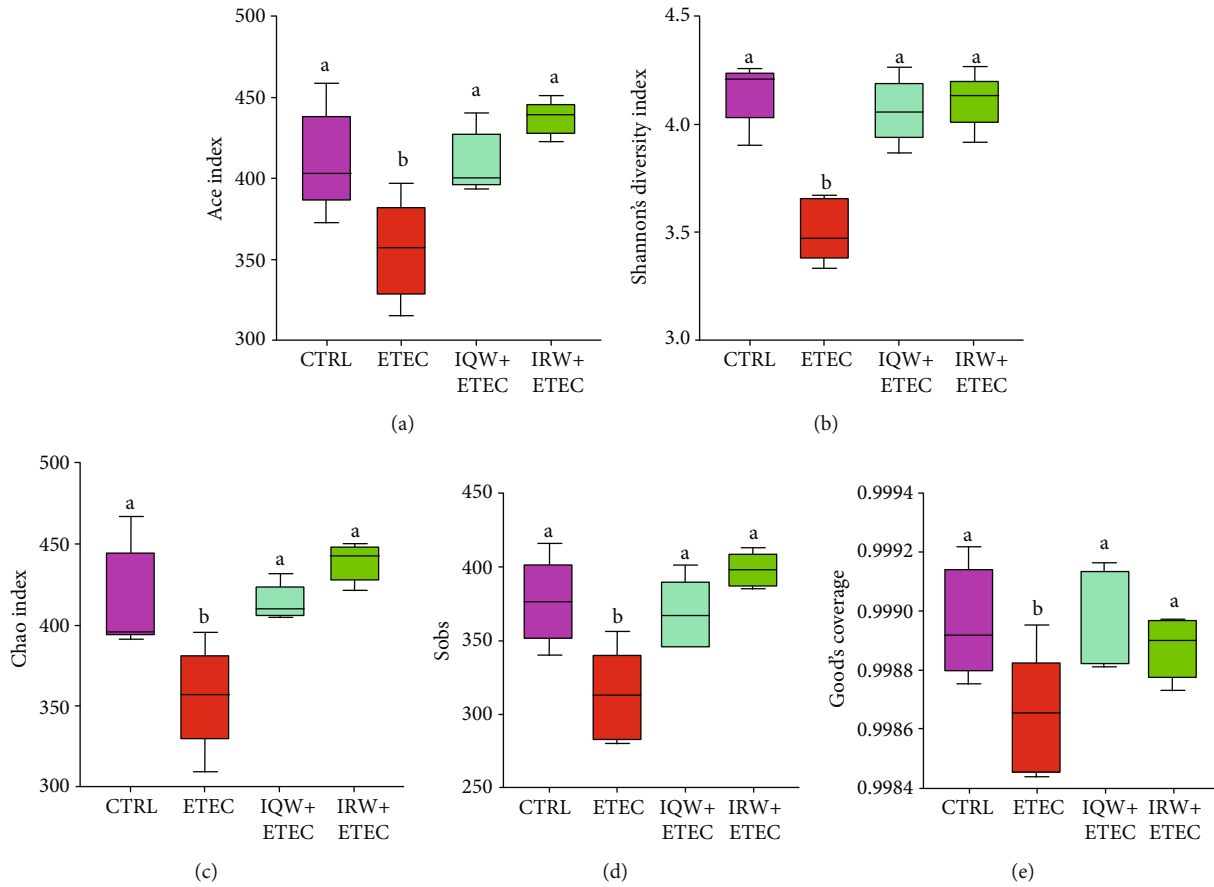 500
450
400
350
300
Ace index
a
b
a
a
CTRL
ETEC
IQW+
ETEC
IRW+
ETEC
(a)
4.5
4.0
3.5
3.0
Shannon's diversity index
a
b
a
a
CTRL
ETEC
IQW+
ETEC
IRW+
ETEC
(b)
500
450
400
350
300
Chao index
a
b
a
a
CTRL
ETEC
IQW+
ETEC
IRW+
ETEC
(c)
450
400
350
300
250
Sobs
a
b
a
a
CTRL
ETEC
IQW+
ETEC
IRW+
ETEC
(d)
0.9994
0.9992
0.9990
0.9988
0.9986
0.9984
Good's coverage
a
b
a
a
CTRL
ETEC
IQW+
ETEC
IRW+
ETEC
(e)